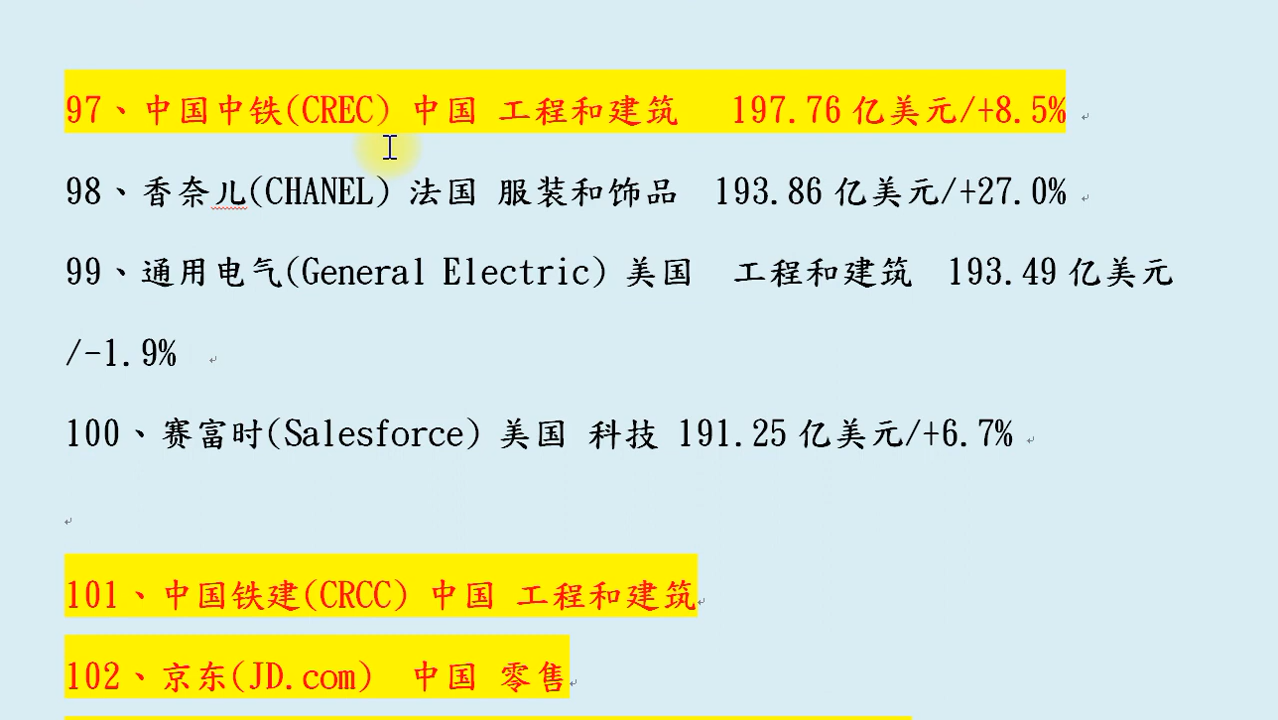 97、中国中铁(CREC) 中国 工程和建筑 197.76亿美元/+8.5%
98、香奈儿(CHANEL) 法国 服装和饰品 193.86亿美元/+27.0%
99、通用电气(General Electric) 美国 工程和建筑 193.49亿美元
/-1.9%
100、赛富时(Salesforce) 美国 科技 191.25亿美元/+6.7%
101、中国铁建(CRCC) 中国 工程和建筑
102、京东(JD.com) 中国 零售